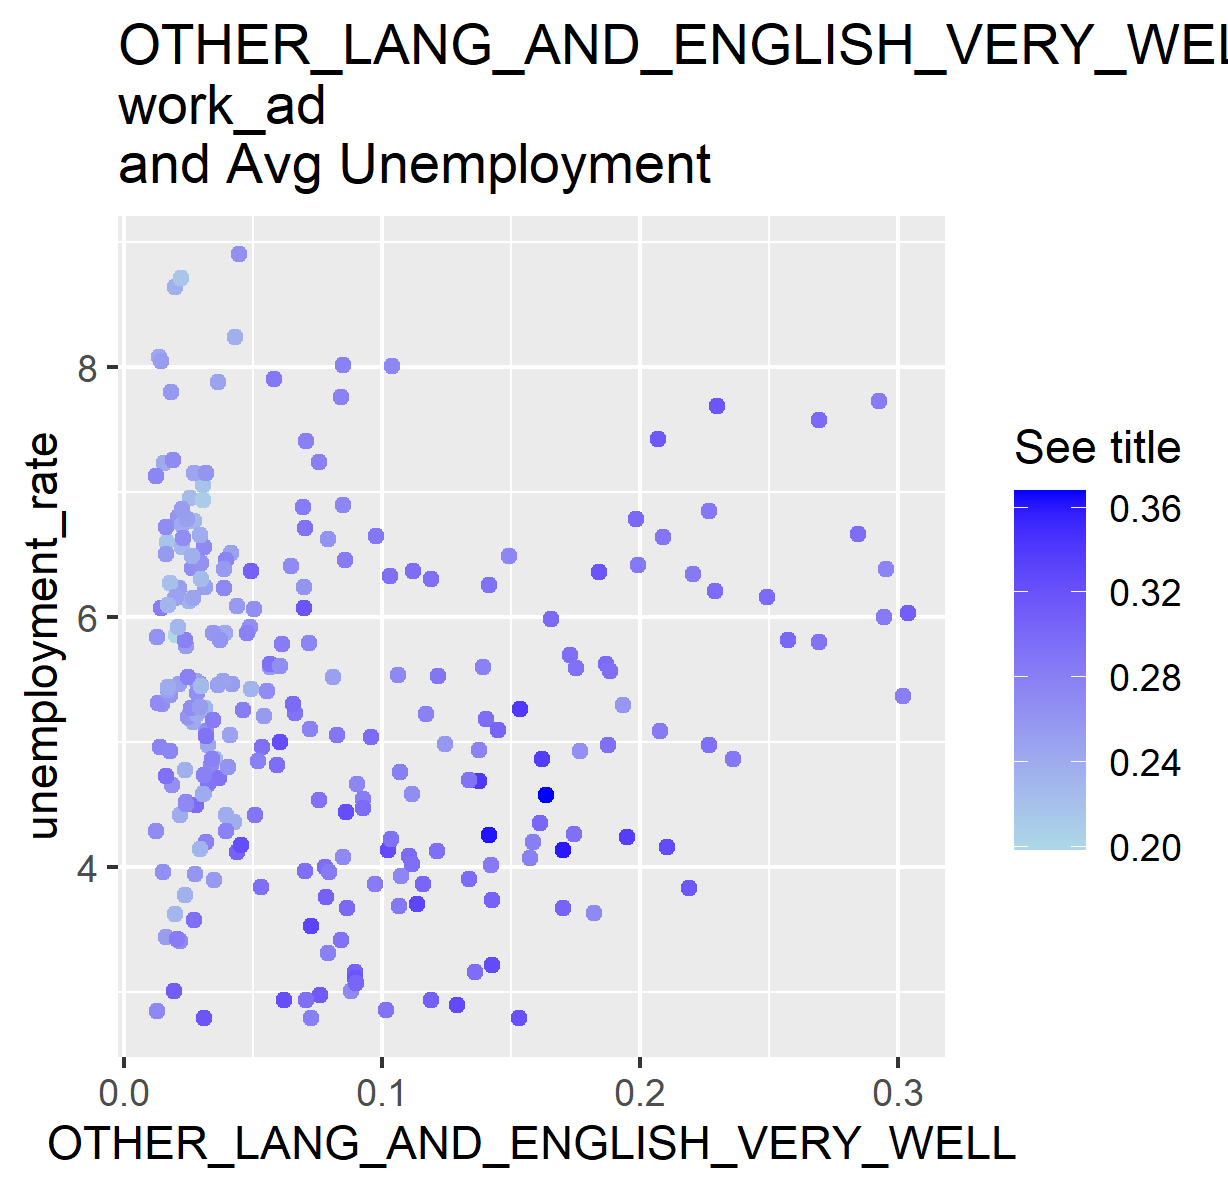 OTHER_LANG_AND_ENGLISH_VERY_WEL
work_ad
and Avg Unemployment
unemployment_rate
8
6
4
0.0 0.1 0.2 0.3
OTHER_LANG_AND_ENGLISH_VERY_WELL
See title
0.36
0.32
0.28
0.24
0.20